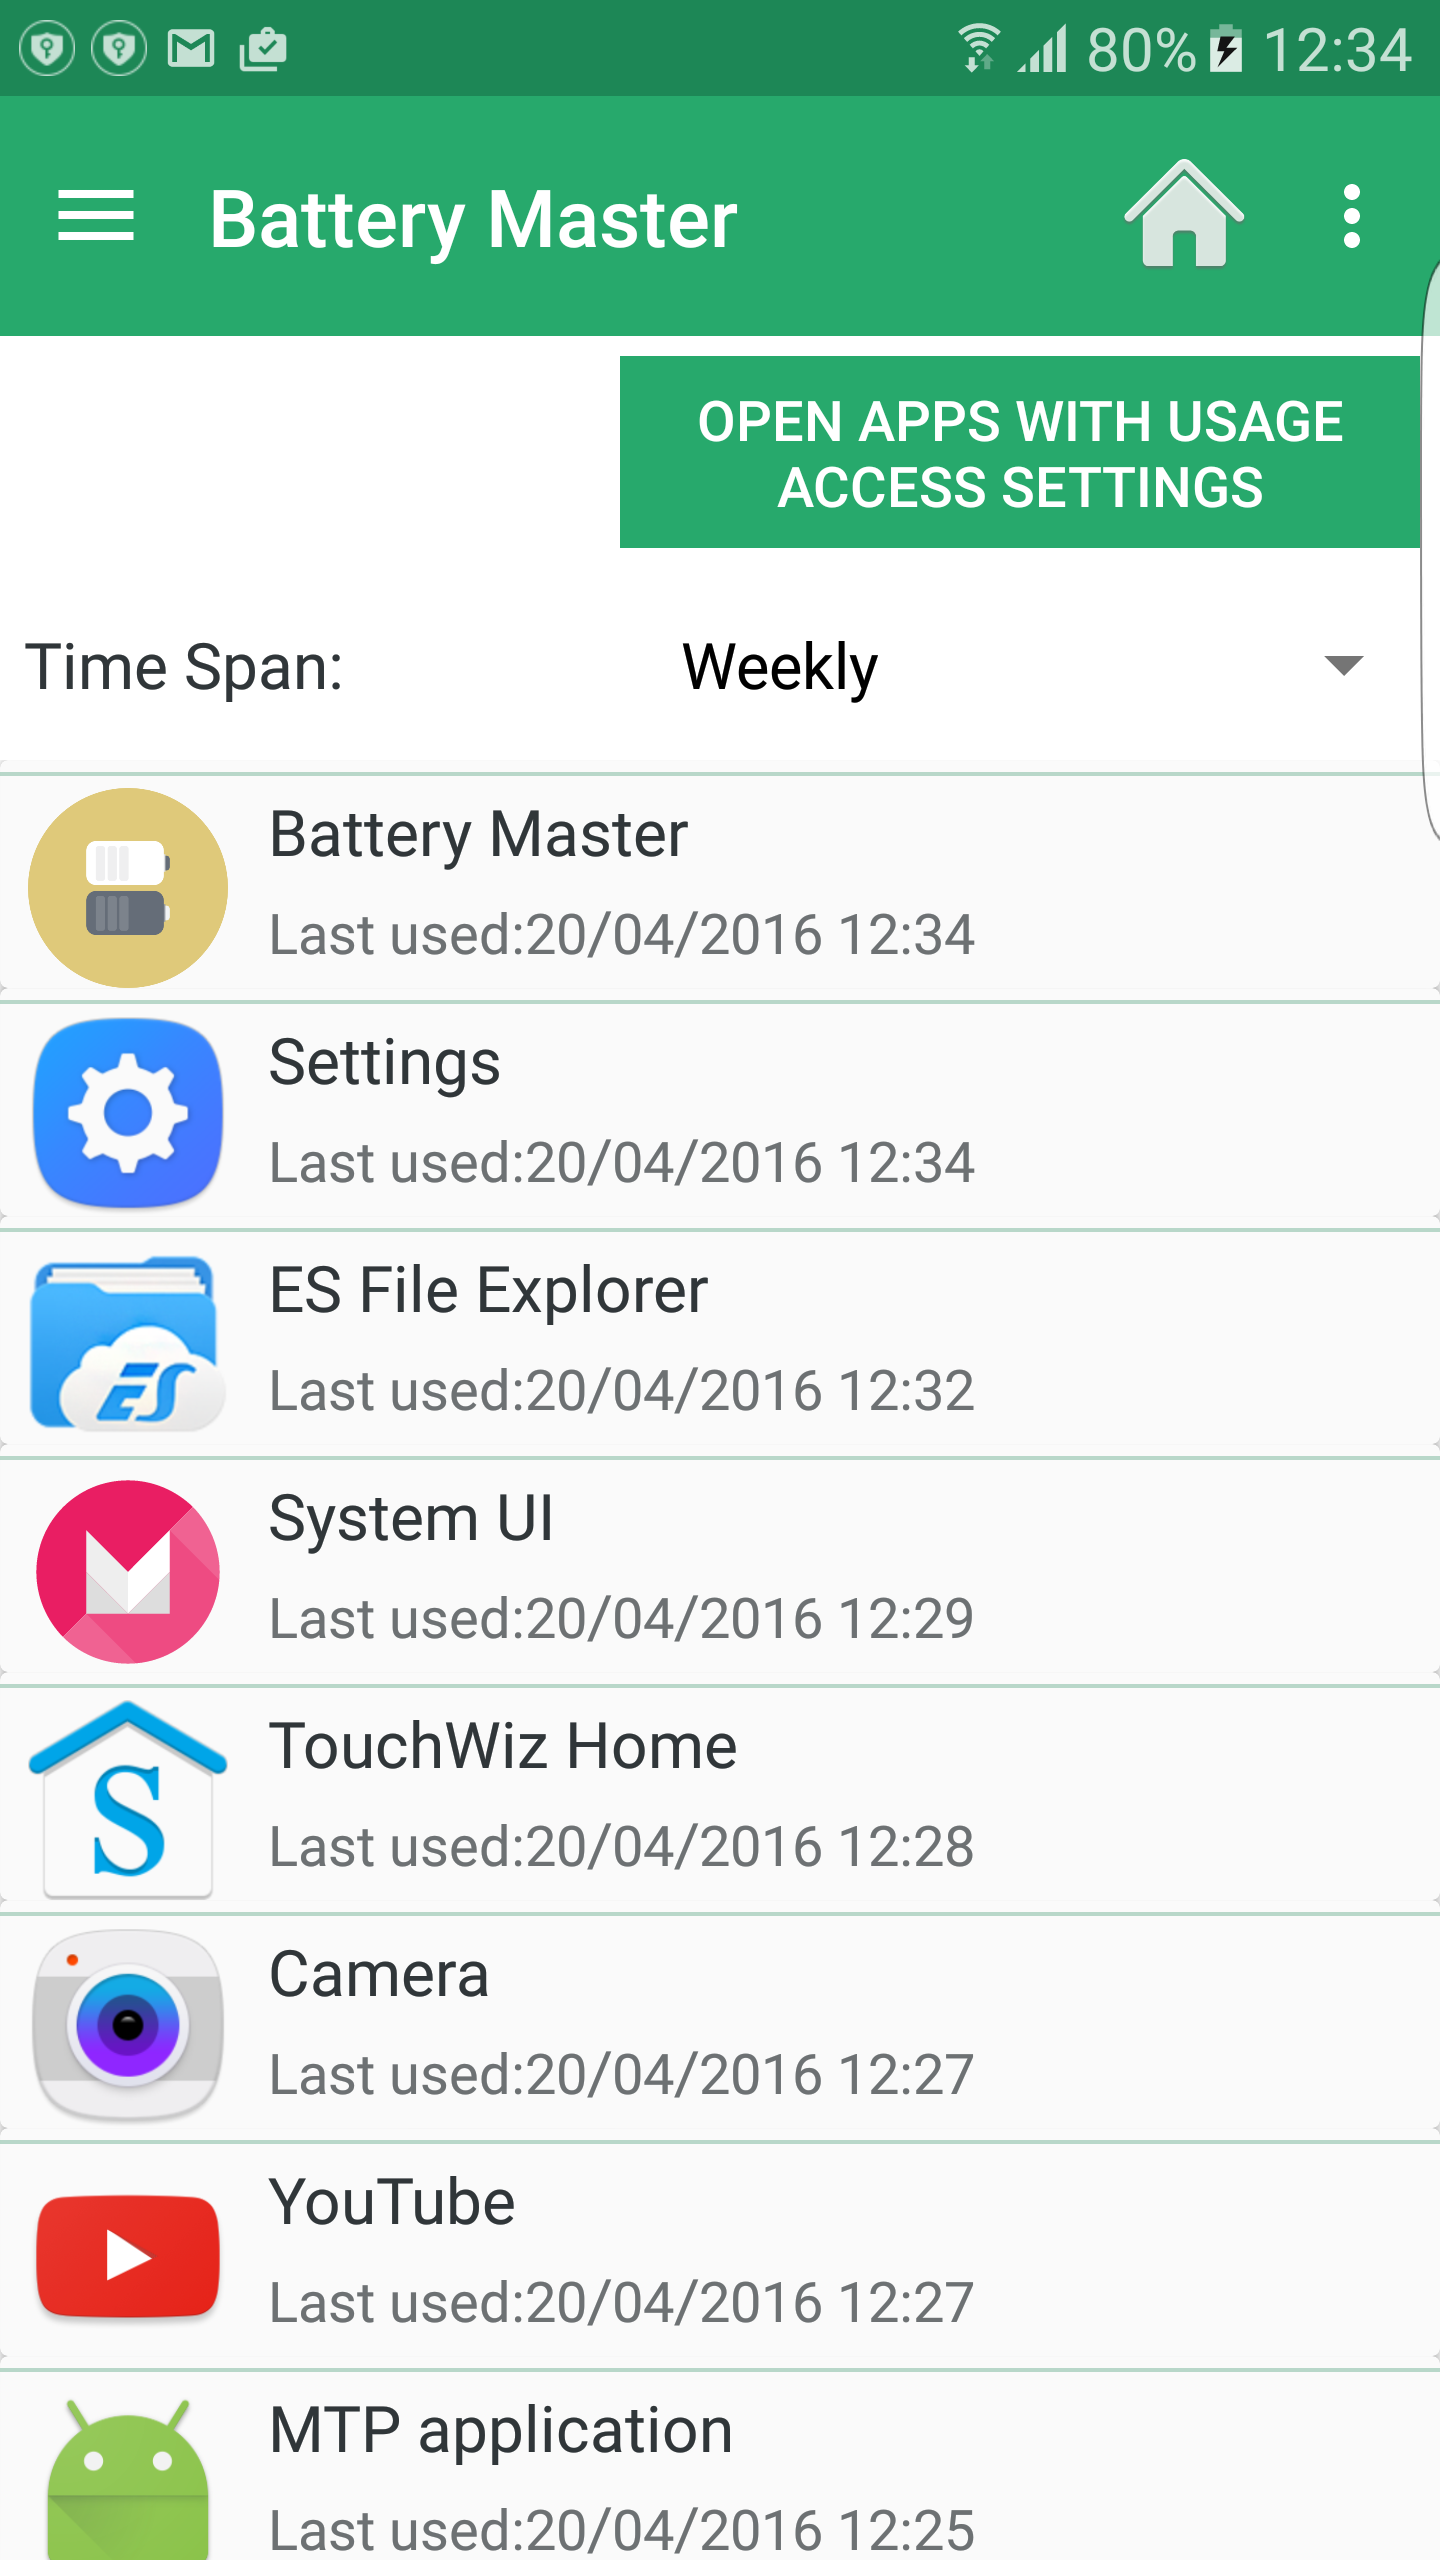 80% 12:34
Battery Master
OPEN APPS WITH USAGE
ACCESS SETTINGS
Time Span: Weekly
Battery Master
Last used:20/04/2016 12:34
Settings
Last used:20/04/2016 12:34
ES File Explorer
Last used:20/04/2016 12:32
ES
System UI
Last used:20/04/2016 12:29
TouchWiz Home
Last used:20/04/2016 12:28
S
Camera
Last used:20/04/2016 12:27
YouTube
Last used:20/04/2016 12:27
MTP application
Last used:20/04/2016 12:25